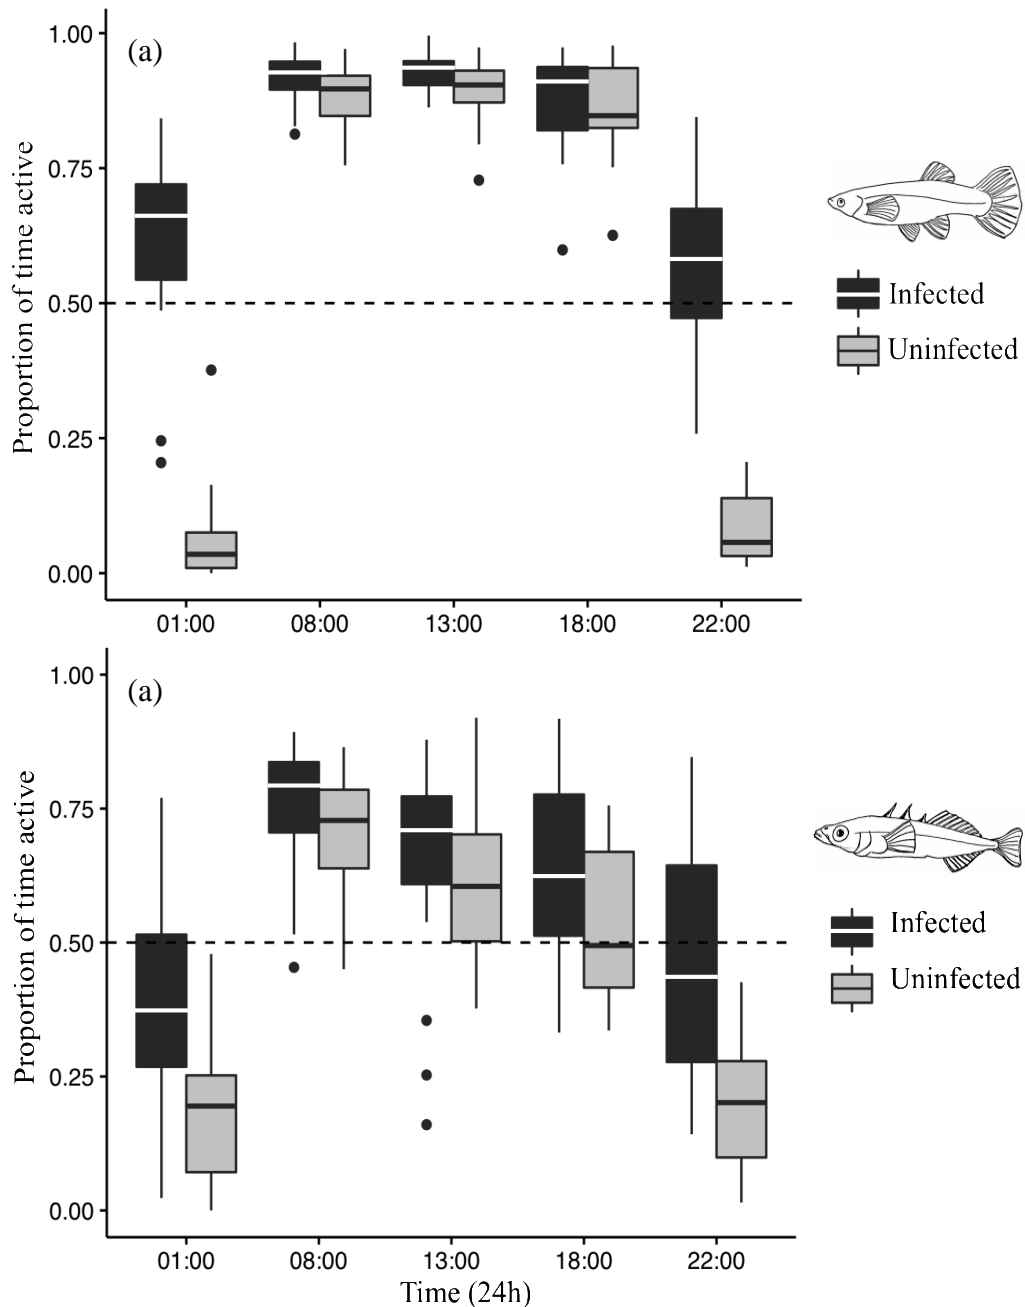 (a)
1.00
0.75
0.50
0.25
0.00
Proportion of time active
01:00 08:00 13:00 18:00 22:00
Infected
Uninfected
(a)
1.00
0.75
0.50
0.25
0.00
Proportion of time active
01:00 08:00 13:00 18:00 22:00
Time (24h)
Infected
Uninfected